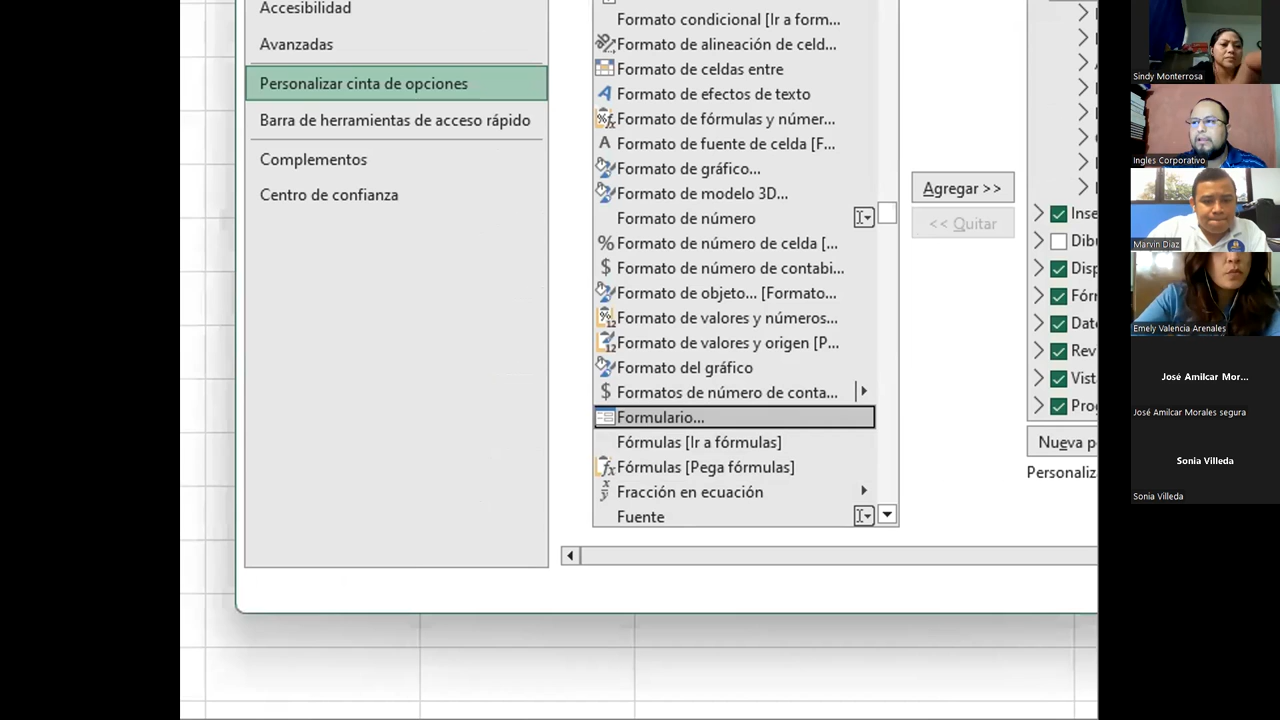 Accesibilidad
Avanzadas
Personalizar cinta de opciones
Barra de herramientas de acceso rápido
Complementos
Centro de confianza
Formato condicional [Ir a form...
Formato de alineación de celd...
Formato de celdas entre
Formato de efectos de texto
Formato de fórmulas y númer...
Formato de fuente de celda [F...
Formato de gráfico...
Formato de modelo 3D...
Formato de número
Formato de número de celda [...
Formato de número de contabi...
Formato de objeto... [Formato...
Formato de valores y números...
Formato de valores y origen [P...
Formato del gráfico
Formatos de número de conta...
Formulario...
Fórmulas [Ir a fórmulas]
Fórmulas [Pega fórmulas]
Fracción en ecuación
Fuente
Agregar >>
<< Quitar
Inse
Dibu
Disp
Fórr
Dato
Rev
Vist
Prog
Nueva pe
Personaliza
Sindy Monterrosa
Ingles Corporativo
Marvin Diaz
Emely Valencia Arenales
José Amilcar Mor...
José Amilcar Morales segura
Sonia Villeda
Sonia Villeda